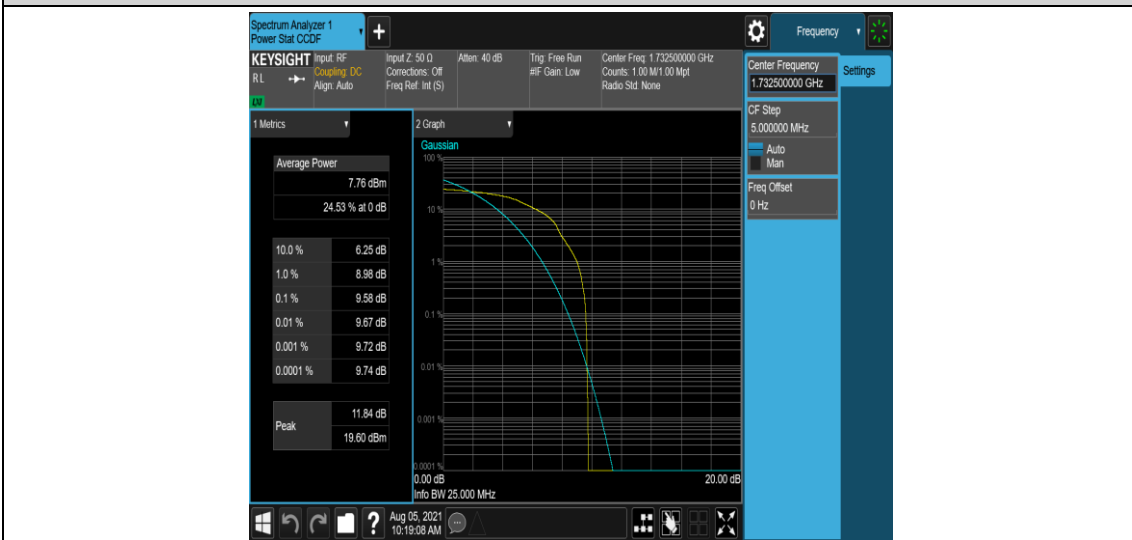 Spectrum Analyzer 1
Power Stat CCDF
+
Frequency
KEYSIGHT
RL
LXI
Input: RF
Coupling: DC
Align: Auto
Input Z: 50 Ω
Corrections: Off
Freq Ref: Int (S)
Atten: 40 dB
Trig: Free Run
#IF Gain: Low
Center Freq: 1.732500000 GHz
Counts: 1.00 M/1.00 Mpt
Radio Std: None
Center Frequency
1.732500000 GHz
Settings
CF Step
5.000000 MHz
Auto
Man
Freq Offset
0 Hz
1 Metrics
Average Power
7.76 dBm
24.53 % at 0 dB
10.0 % 6.25 dB
1.0 % 8.98 dB
0.1 % 9.58 dB
0.01 % 9.67 dB
0.001 % 9.72 dB
0.0001 % 9.74 dB
Peak
11.84 dB
19.60 dBm
2 Graph
Gaussian
100 %
10 %
1 %
0.1 %
0.01 %
0.001 %
0.0001 %
0.00 dB 20.00 dB
Info BW 25.000 MHz
?
Aug 05, 2021
10:19:08 AM